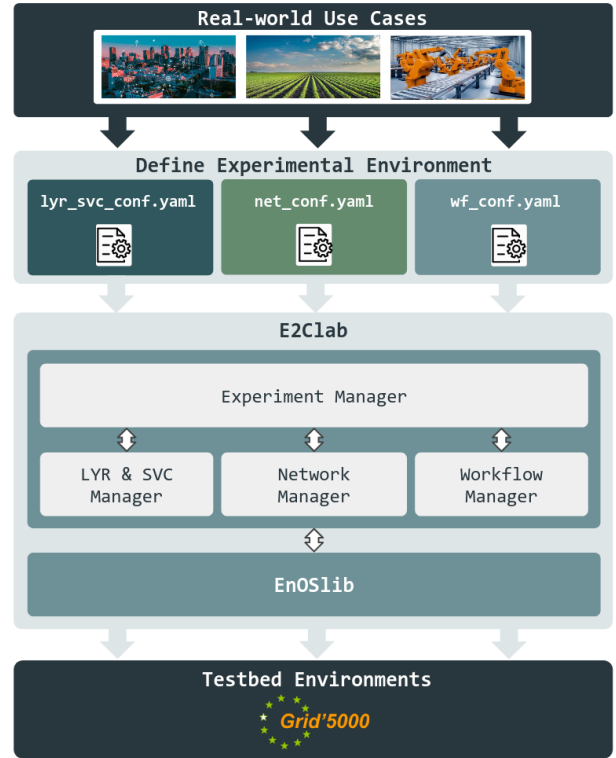 Real-world Use Cases
Define Experimental Environment
lyr_svc_conf.yaml
net_conf.yaml
wf_conf.yaml
E2Clab
Experiment Manager
LYR & SVC
Manager
Network
Manager
Workflow
Manager
EnOSlib
Testbed Environments
Grid'5000